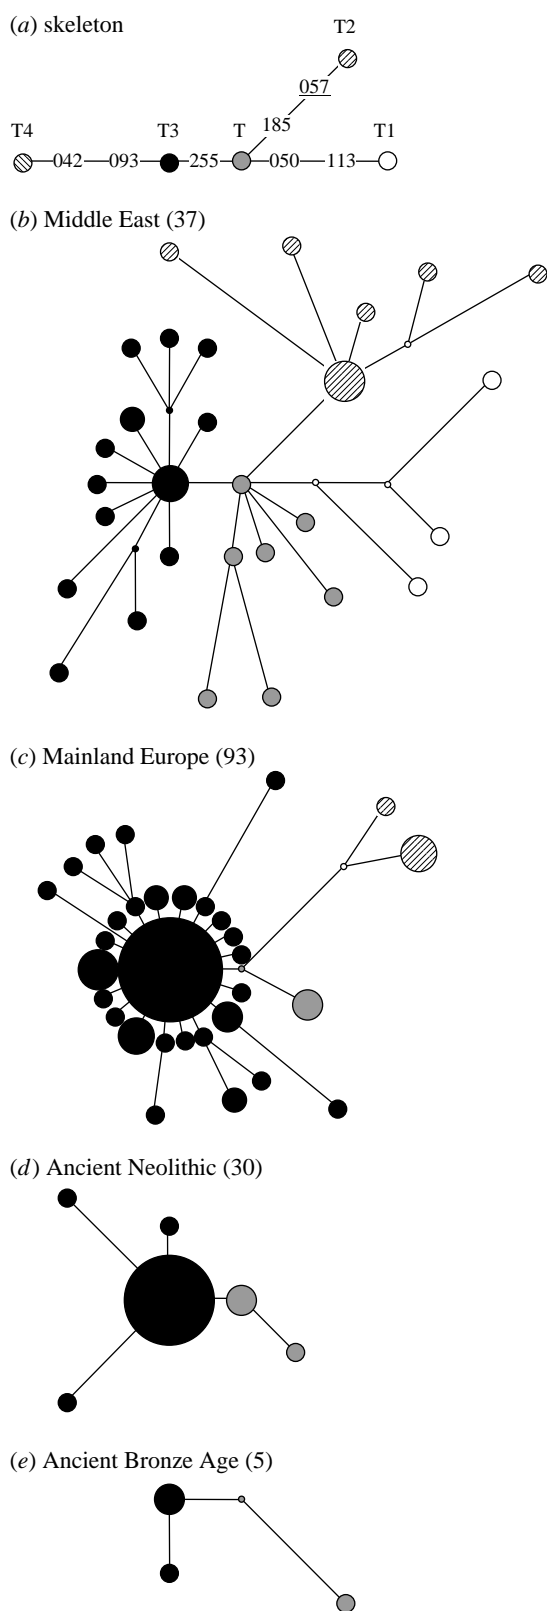 (a) skeleton
T2
057
185
T4 T3 T T1
042 093 255 050 113
(b) Middle East (37)
(c) Mainland Europe (93)
(d) Ancient Neolithic (30)
(e) Ancient Bronze Age (5)